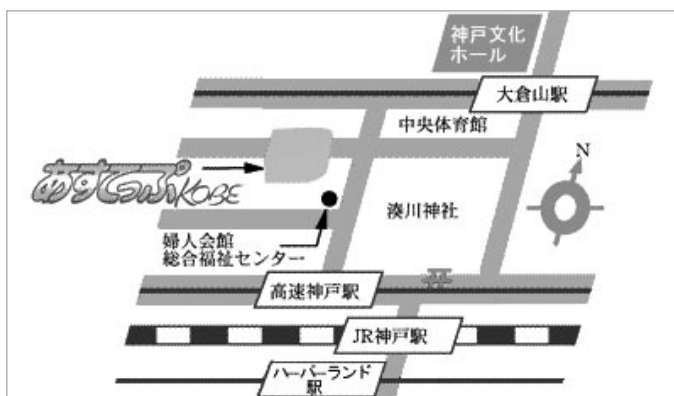 神戸文化
ホール
大倉山駅
中央体育館
N
あすてっぷKOBE
湊川神社
婦人会館
総合福祉センター
高速神戸駅
JR神戸駅
ハーバーランド
駅